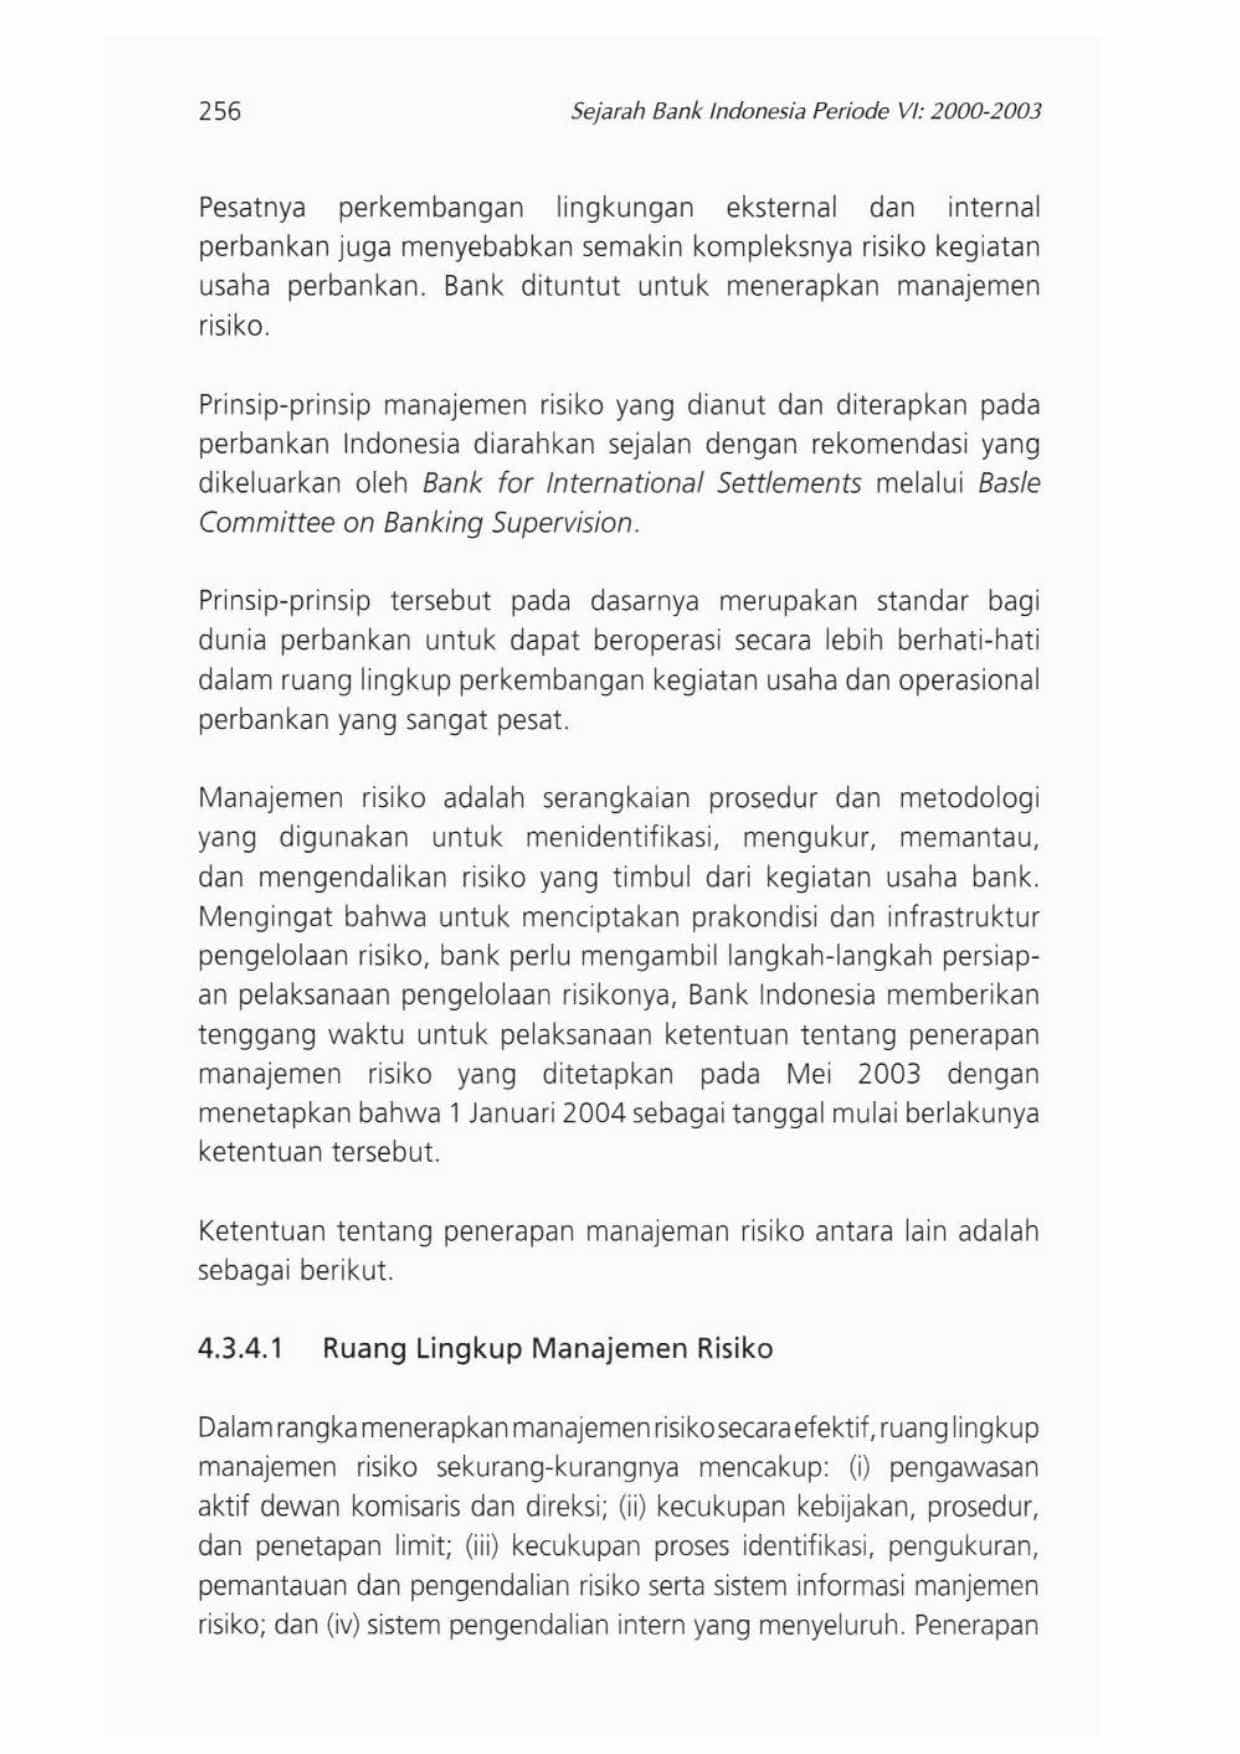 256
Sejarah Bank Indonesia Periode VI: 2000-2003
Pesatnya perkembangan lingkungan eksternal dan internal
perbankan juga menyebabkan semakin kompleksnya risiko kegiatan
usaha perbankan. Bank dituntut untuk menerapkan manajemen
risiko.
Prinsip-prinsip manajemen risiko yang dianut dan diterapkan pada
perbankan Indonesia diarahkan sejalan dengan rekomendasi yang
dikeluarkan oleh Bank for International Settlements melalui Basle
Committee on Banking Supervision.
Prinsip-prinsip tersebut pada dasarnya merupakan standar bagi
dunia perbankan untuk dapat beroperasi secara lebih berhati-hati
dalam ruang lingkup perkembangan kegiatan usaha dan operasional
perbankan yang sangat pesat.
Manajemen risiko adalah serangkaian prosedur dan metodologi
yang digunakan untuk menidentifikasi, mengukur, memantau,
dan mengendalikan risiko yang timbul dari kegiatan usaha bank.
Mengingat bahwa untuk menciptakan prakondisi dan infrastruktur
pengelolaan risiko, bank perlu mengambil langkah-langkah persiap-
an pelaksanaan pengelolaan risikonya, Bank Indonesia memberikan
tenggang waktu untuk pelaksanaan ketentuan tentang penerapan
manajemen risiko yang ditetapkan pada Mei 2003 dengan
menetapkan bahwa 1 Januari 2004 sebagai tanggal mulai berlakunya
ketentuan tersebut.
Ketentuan tentang penerapan manajeman risiko antara lain adalah
sebagai berikut.
4.3.4.1 Ruang Lingkup Manajemen Risiko
Dalam rangka menerapkan manajemen risiko secara efektif, ruang lingkup
manajemen risiko sekurang-kurangnya mencakup: (i) pengawasan
aktif dewan komisaris dan direksi; (ii) kecukupan kebijakan, prosedur,
dan penetapan limit; (iii) kecukupan proses identifikasi, pengukuran,
pemantauan dan pengendalian risiko serta sistem informasi manjemen
risiko; dan (iv) sistem pengendalian intern yang menyeluruh. Penerapan